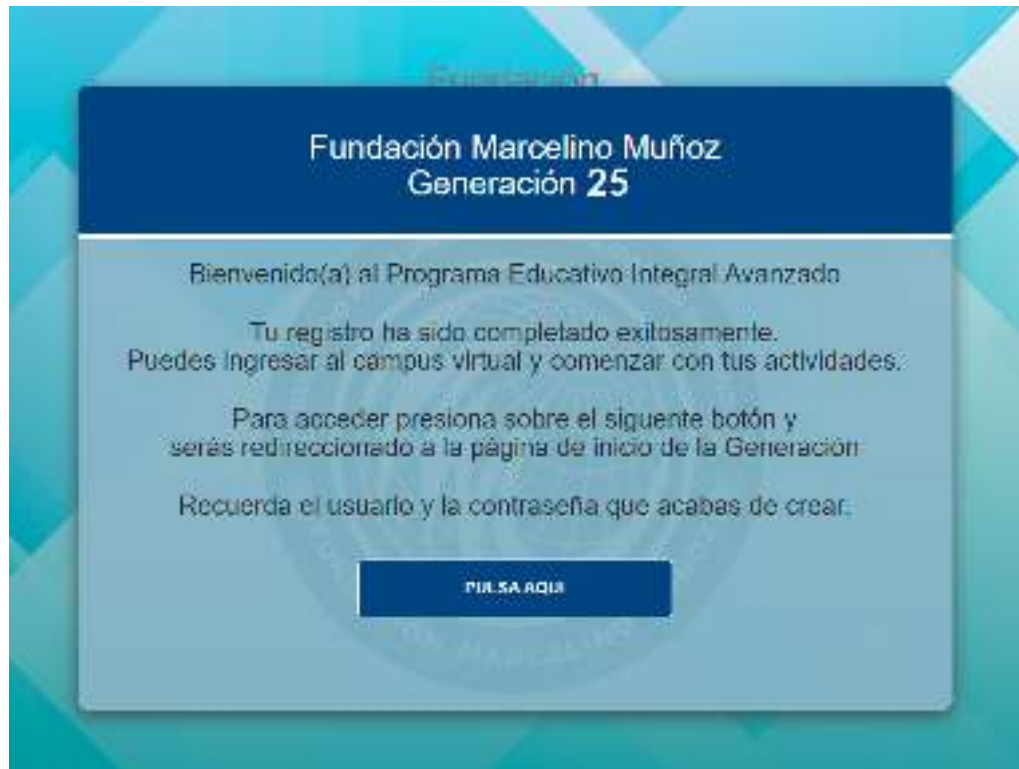 Fundación
Fundación Marcelino Muñoz
Generación 25
Bienvenido(a) al Programa Educativo Integral Avanzado
Tu registro ha sido completado exitosamente.
Puedes ingresar al campus virtual y comenzar con tus actividades.
Para acceder presiona sobre el siguente botón y
serás redireccionado a la página de inicio de la Generación
Recuerda el usuario y la contraseña que acabas de crear.
PULSA AQUI